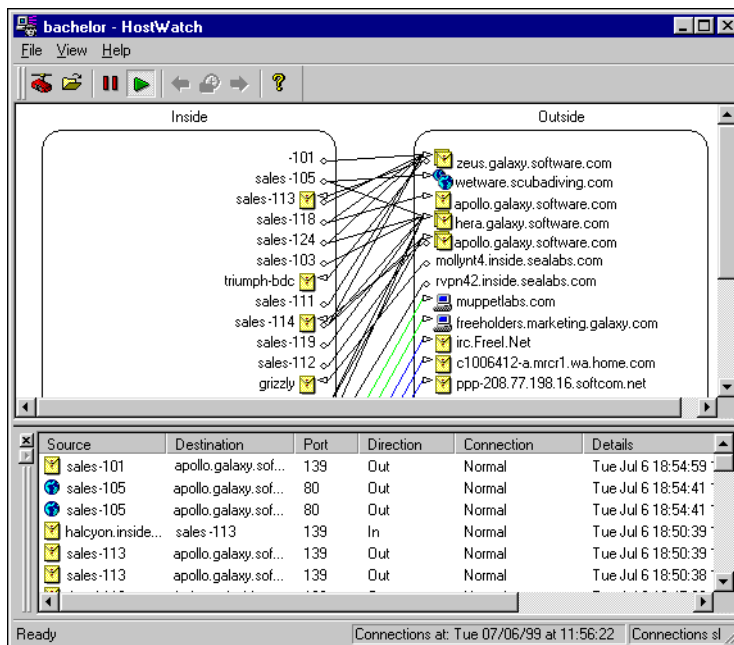 bachelor - HostWatch
File View Help
Inside
Outside
-101
sales-105
sales-113
sales-118
sales-124
sales-103
triumph-bdc
sales-111
sales-114
sales-119
sales-112
grizzly
zeus.galaxy.software.com
wetware.scubadiving.com
apollo.galaxy.software.com
hera.galaxy.software.com
apollo.galaxy.software.com
mollynt4.inside.sealabs.com
rvpn42.inside.sealabs.com
muppetlabs.com
freeholders.marketing.galaxy.com
irc.Freel.Net
c1006412-a.mrcr1.wa.home.com
ppp-208.77.198.16.softcom.net
Source Destination Port Direction Connection Details
sales-101 apollo.galaxy.sof... 139 Out Normal Tue Jul 6 18:54:59
sales-105 apollo.galaxy.sof... 80 Out Normal Tue Jul 6 18:54:41
sales-105 apollo.galaxy.sof... 80 Out Normal Tue Jul 6 18:54:41
halcyon.inside... sales-113 139 In Normal Tue Jul 6 18:50:39
sales-113 apollo.galaxy.sof... 139 Out Normal Tue Jul 6 18:50:39
sales-113 apollo.galaxy.sof... 139 Out Normal Tue Jul 6 18:50:38
Ready Connections at: Tue 07/06/99 at 11:56:22 Connections sl